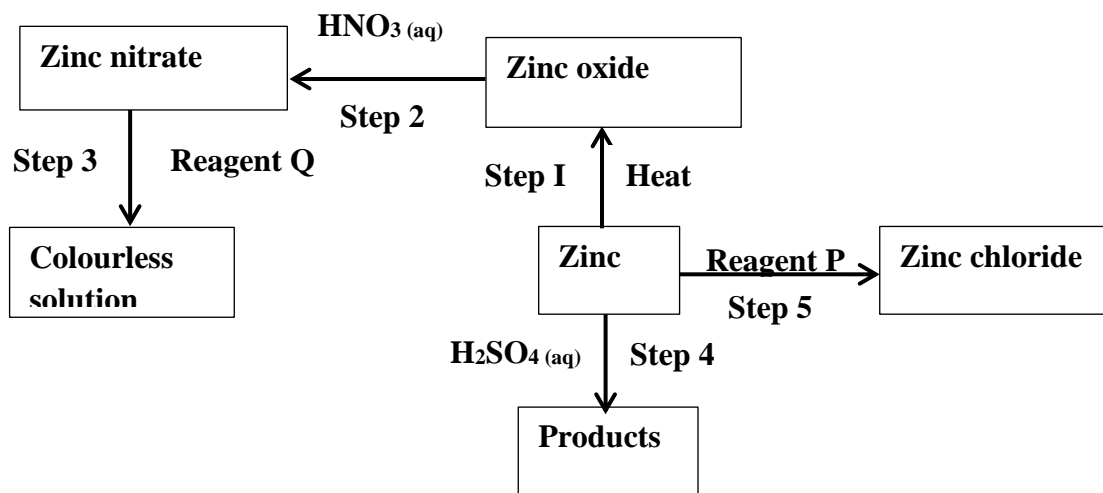 HNO₃ (aq)
Zinc nitrate
Zinc oxide
Step 2
Step 3
Reagent Q
Step I
Heat
Colourless
solution
Zinc
Reagent P
Zinc chloride
Step 5
H₂SO₄ (aq)
Step 4
Products